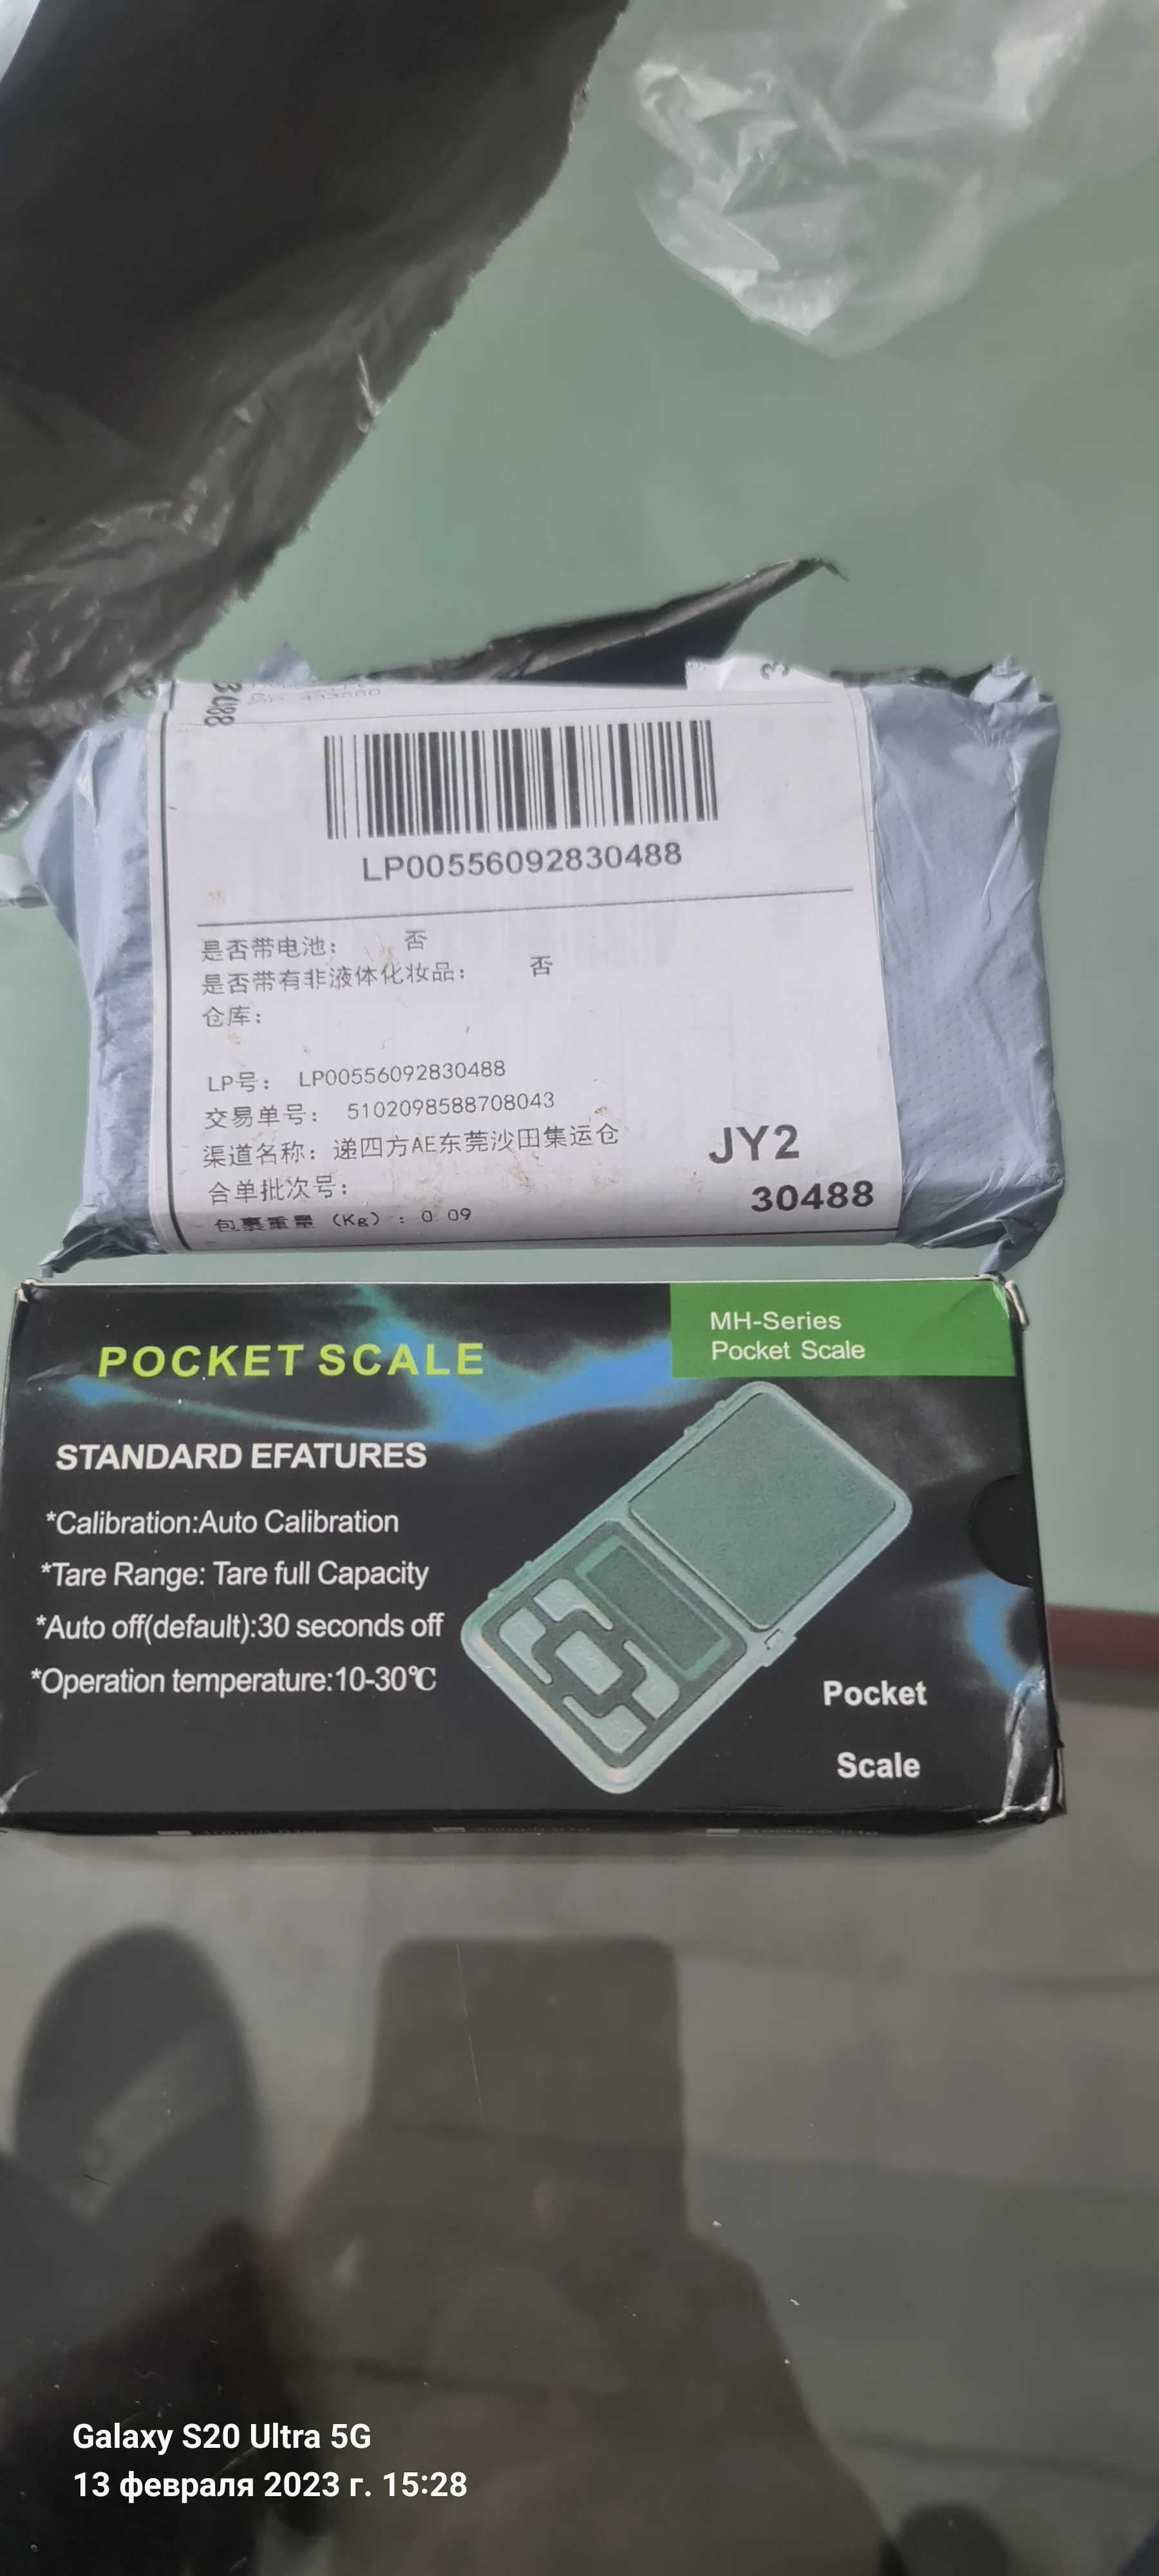 LP00556092830488
是否带电池： 否
是否带有非液体化妆品： 否
仓库：
LP号： LP00556092830488
交易单号： 5102098588708043
渠道名称：递四方AE东莞沙田集运仓
JY2
合单批次号：
30488
包裹重量（Kg）：0.09
POCKET SCALE
MH-Series
Pocket Scale
STANDARD EFATURES
*Calibration:Auto Calibration
*Tare Range: Tare full Capacity
*Auto off(default):30 seconds off
*Operation temperature:10-30℃
Pocket
Scale
Galaxy S20 Ultra 5G
13 февраля 2023 г. 15:28